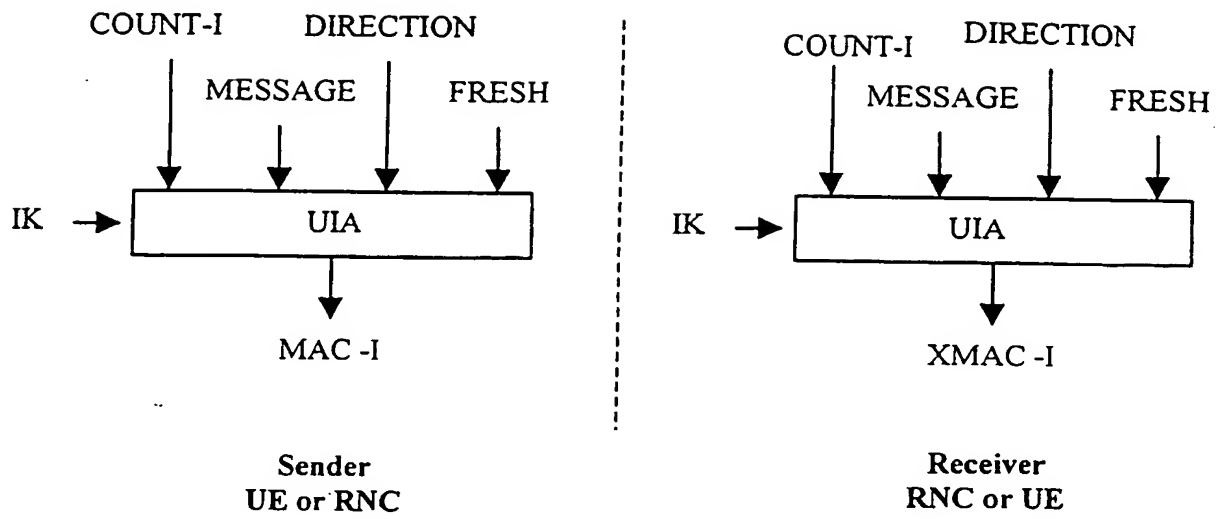 COUNT-I DIRECTION
MESSAGE FRESH
IK UIA
MAC -I
Sender
UE or RNC
COUNT-I DIRECTION
MESSAGE FRESH
IK UIA
XMAC -I
Receiver
RNC or UE